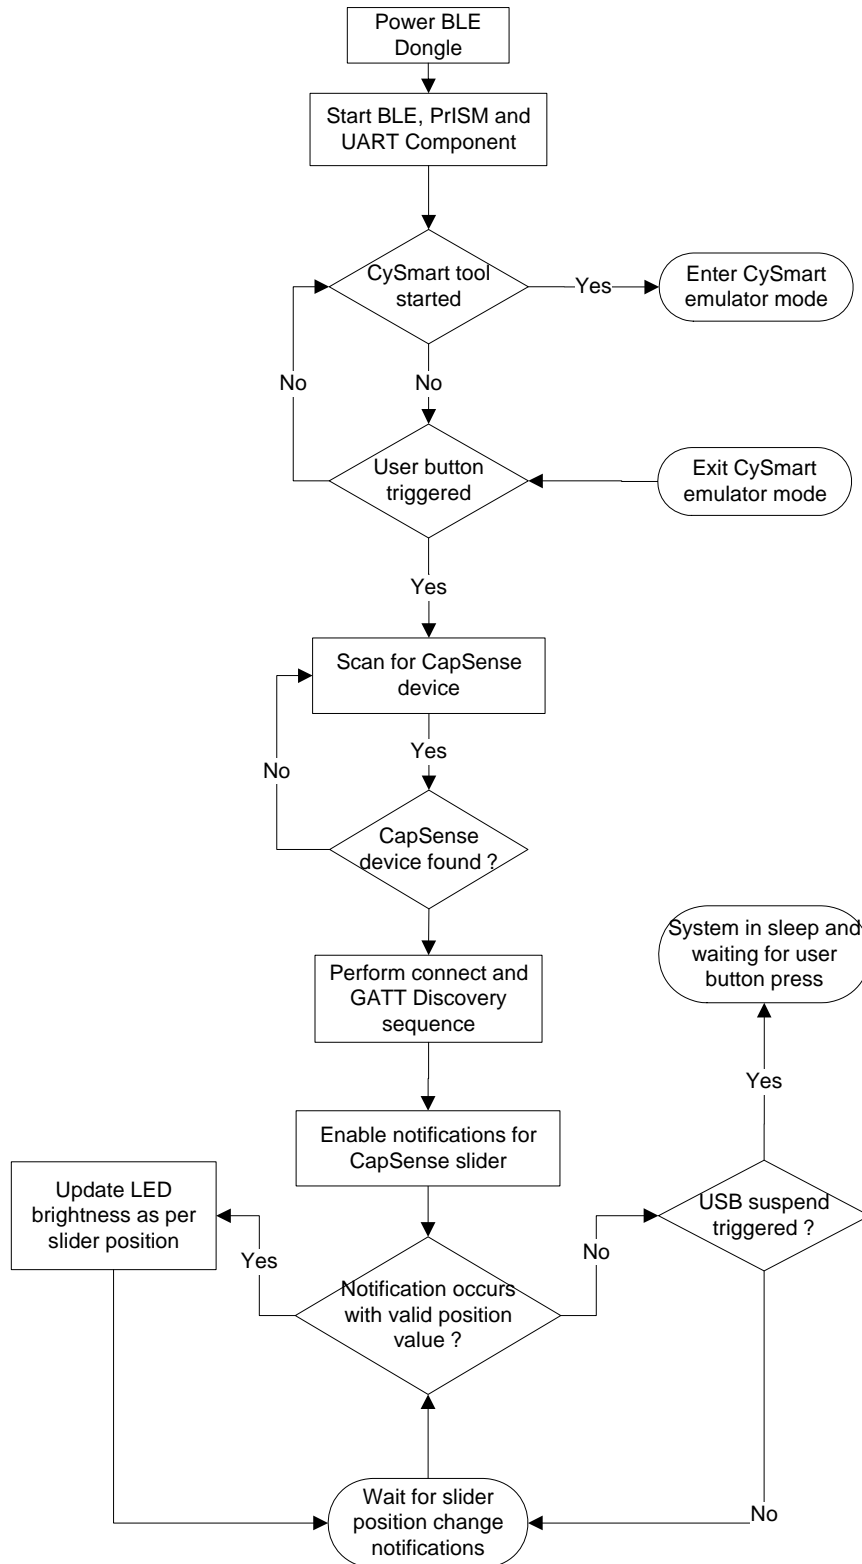 Power BLE
Dongle
Start BLE, PrISM and
UART Component
CySmart tool
started
Yes
Enter CySmart
emulator mode
No
No
User button
triggered
Exit CySmart
emulator mode
Yes
Scan for CapSense
device
Yes
No
CapSense
device found ?
System in sleep and
waiting for user
button press
Perform connect and
GATT Discovery
sequence
Yes
Enable notifications for
CapSense slider
Update LED
brightness as per
slider position
USB suspend
triggered ?
Yes
No
Notification occurs
with valid position
value ?
Wait for slider
position change
notifications
No